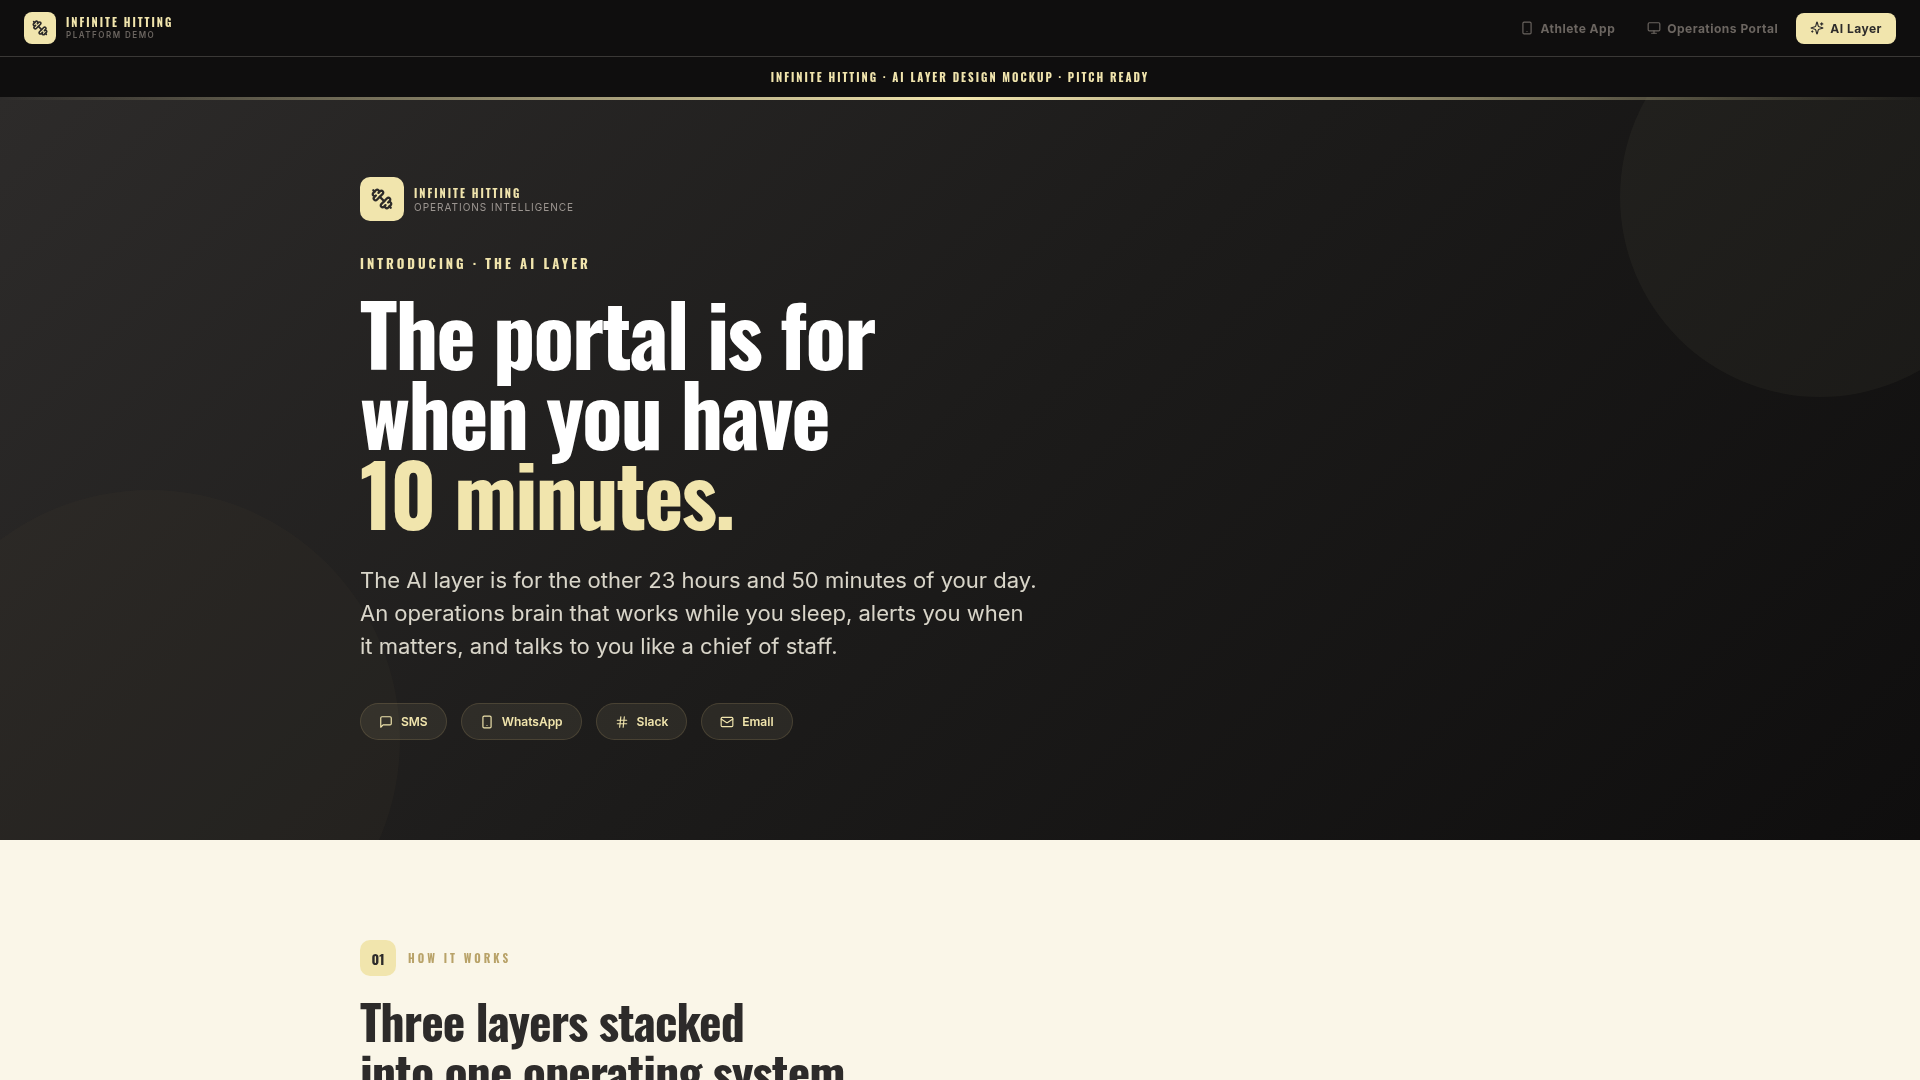 INFINITE HITTING
PLATFORM DEMO
Athlete App
Operations Portal
AI Layer
INFINITE HITTING · AI LAYER DESIGN MOCKUP · PITCH READY
INFINITE HITTING
OPERATIONS INTELLIGENCE
INTRODUCING · THE AI LAYER
The portal is for
when you have
10 minutes.
The AI layer is for the other 23 hours and 50 minutes of your day.
An operations brain that works while you sleep, alerts you when
it matters, and talks to you like a chief of staff.
SMS
WhatsApp
Slack
Email
01
HOW IT WORKS
Three layers stacked
into one operating system